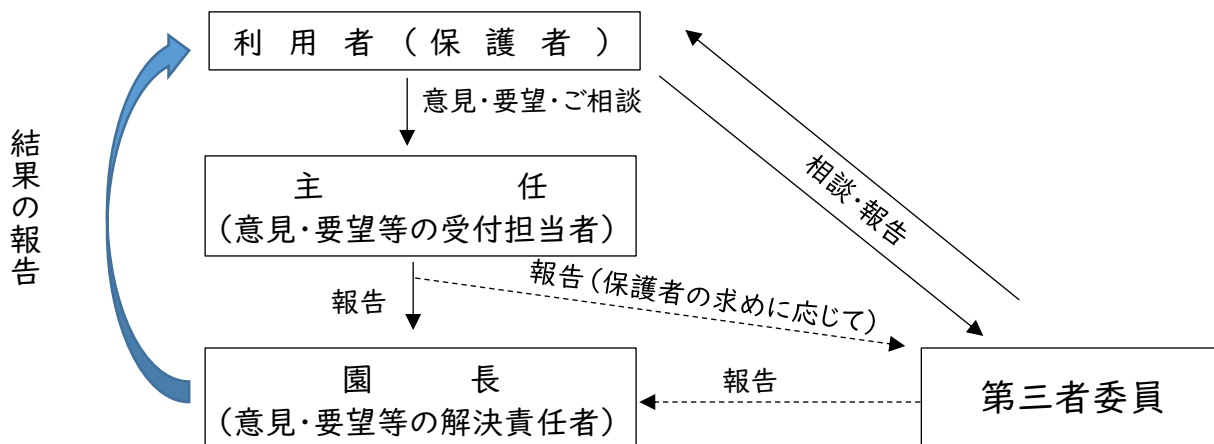 利用者(保護者)
意見・要望・ご相談
結果の報告
相談・報告
主任
(意見・要望等の受付担当者)
報告(保護者の求めに応じて)
報告
園長
(意見・要望等の解決責任者)
報告
第三者委員